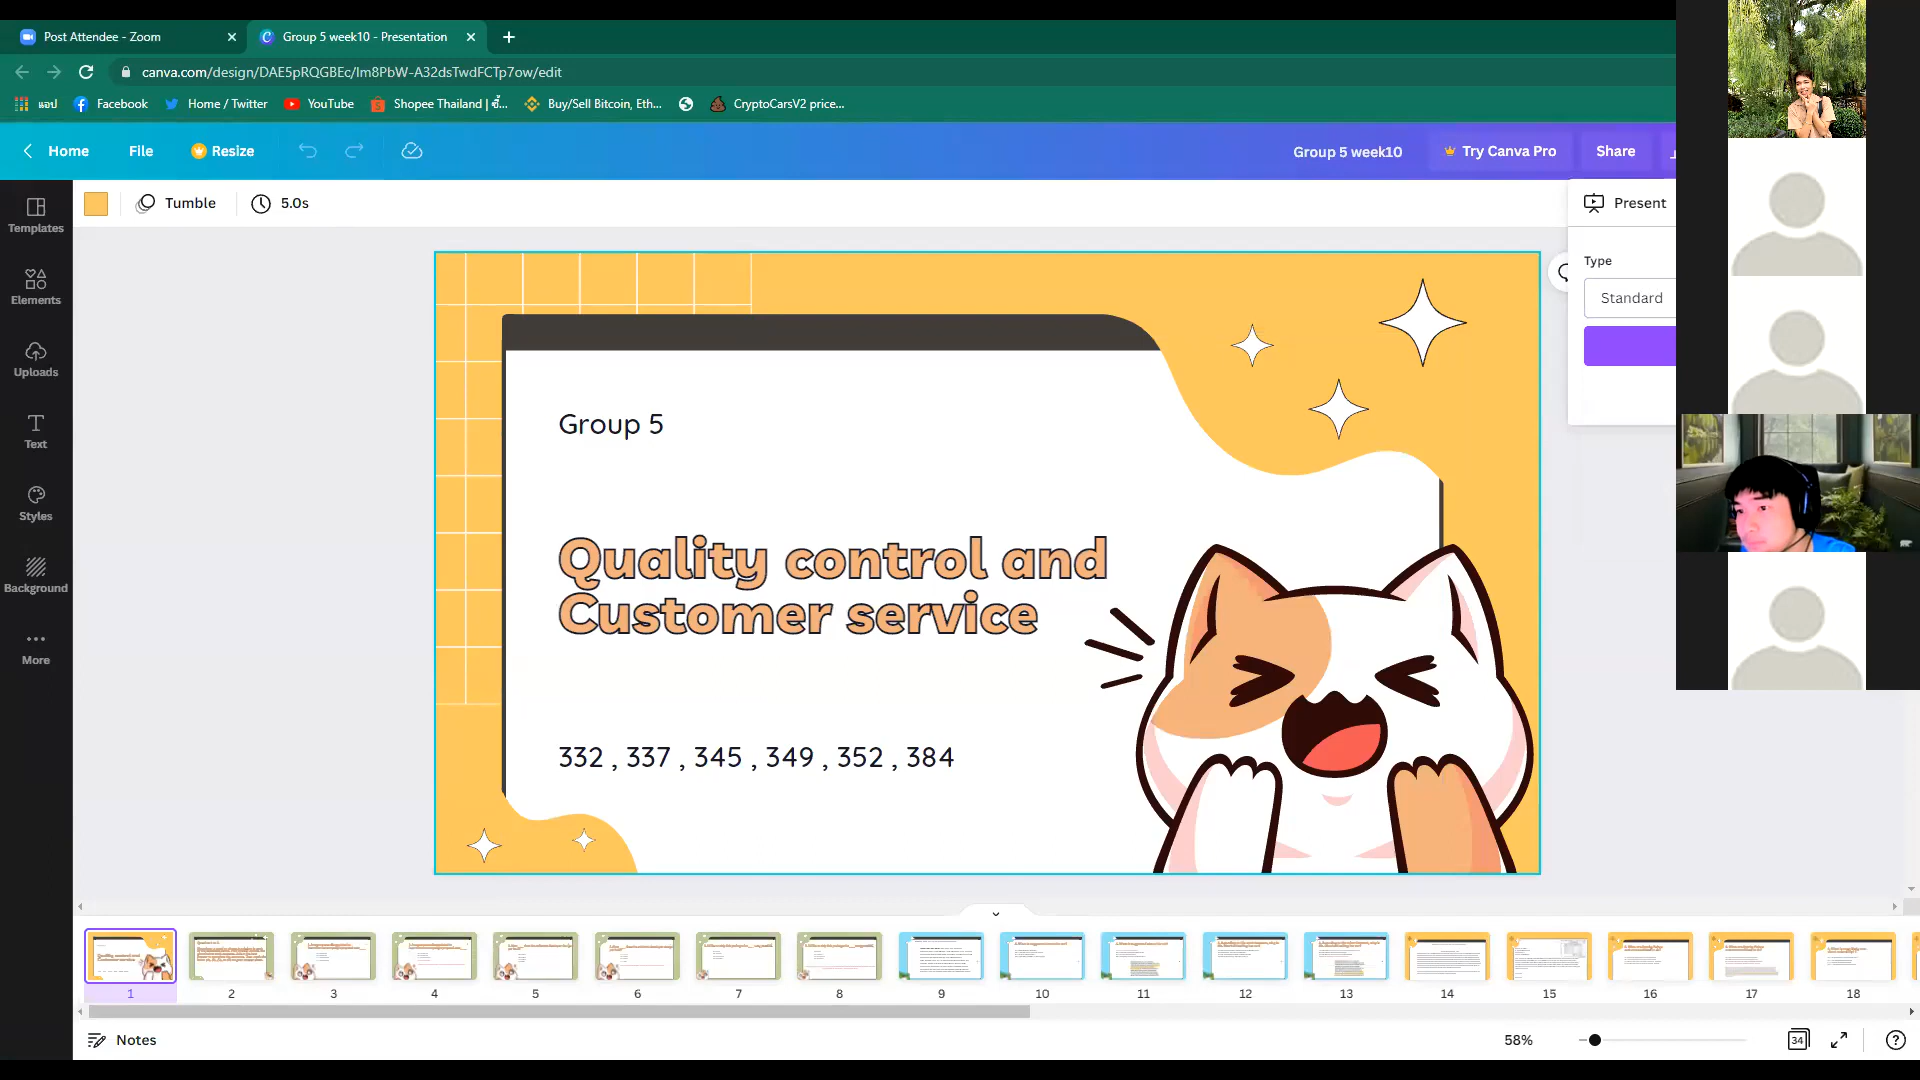 Post Attendee - Zoom
Group 5 week10 - Presentation
canva.com/design/DAE5pRQGBEc/Im8PbW-A32dsTwdFCTp7ow/edit
แอป
Facebook
Home / Twitter
YouTube
Shopee Thailand | ซื้...
Buy/Sell Bitcoin, Eth...
CryptoCarsV2 price...
Home
File
Resize
Group 5 week10
Try Canva Pro
Share
Tumble
5.0s
Present
Type
Standard
Templates
Elements
Uploads
Text
Styles
Background
More
Group 5
Quality control and
Customer service
332 , 337 , 345 , 349 , 352 , 384
1 2 3 4 5 6 7 8 9 10 11 12 13 14 15 16 17 18
Notes
58%
34